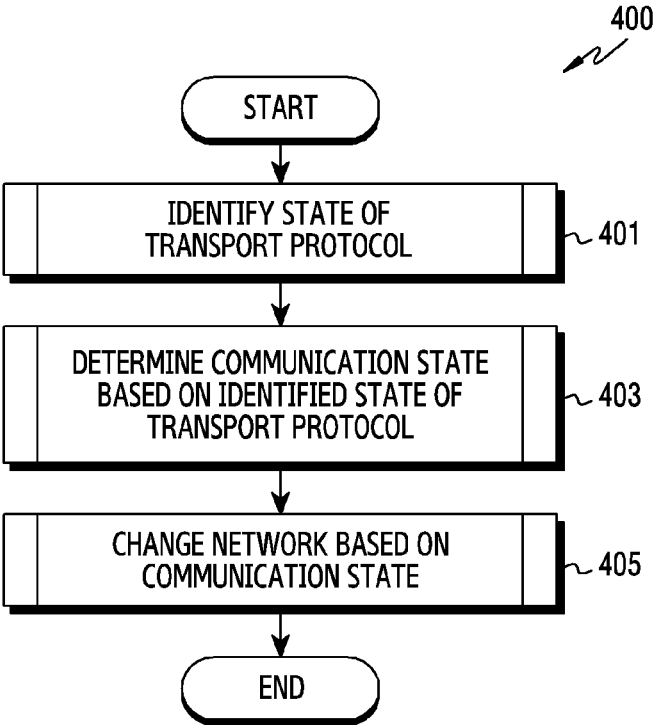 400
START
IDENTIFY STATE OF
TRANSPORT PROTOCOL
401
DETERMINE COMMUNICATION STATE
BASED ON IDENTIFIED STATE OF
TRANSPORT PROTOCOL
403
CHANGE NETWORK BASED ON
COMMUNICATION STATE
405
END